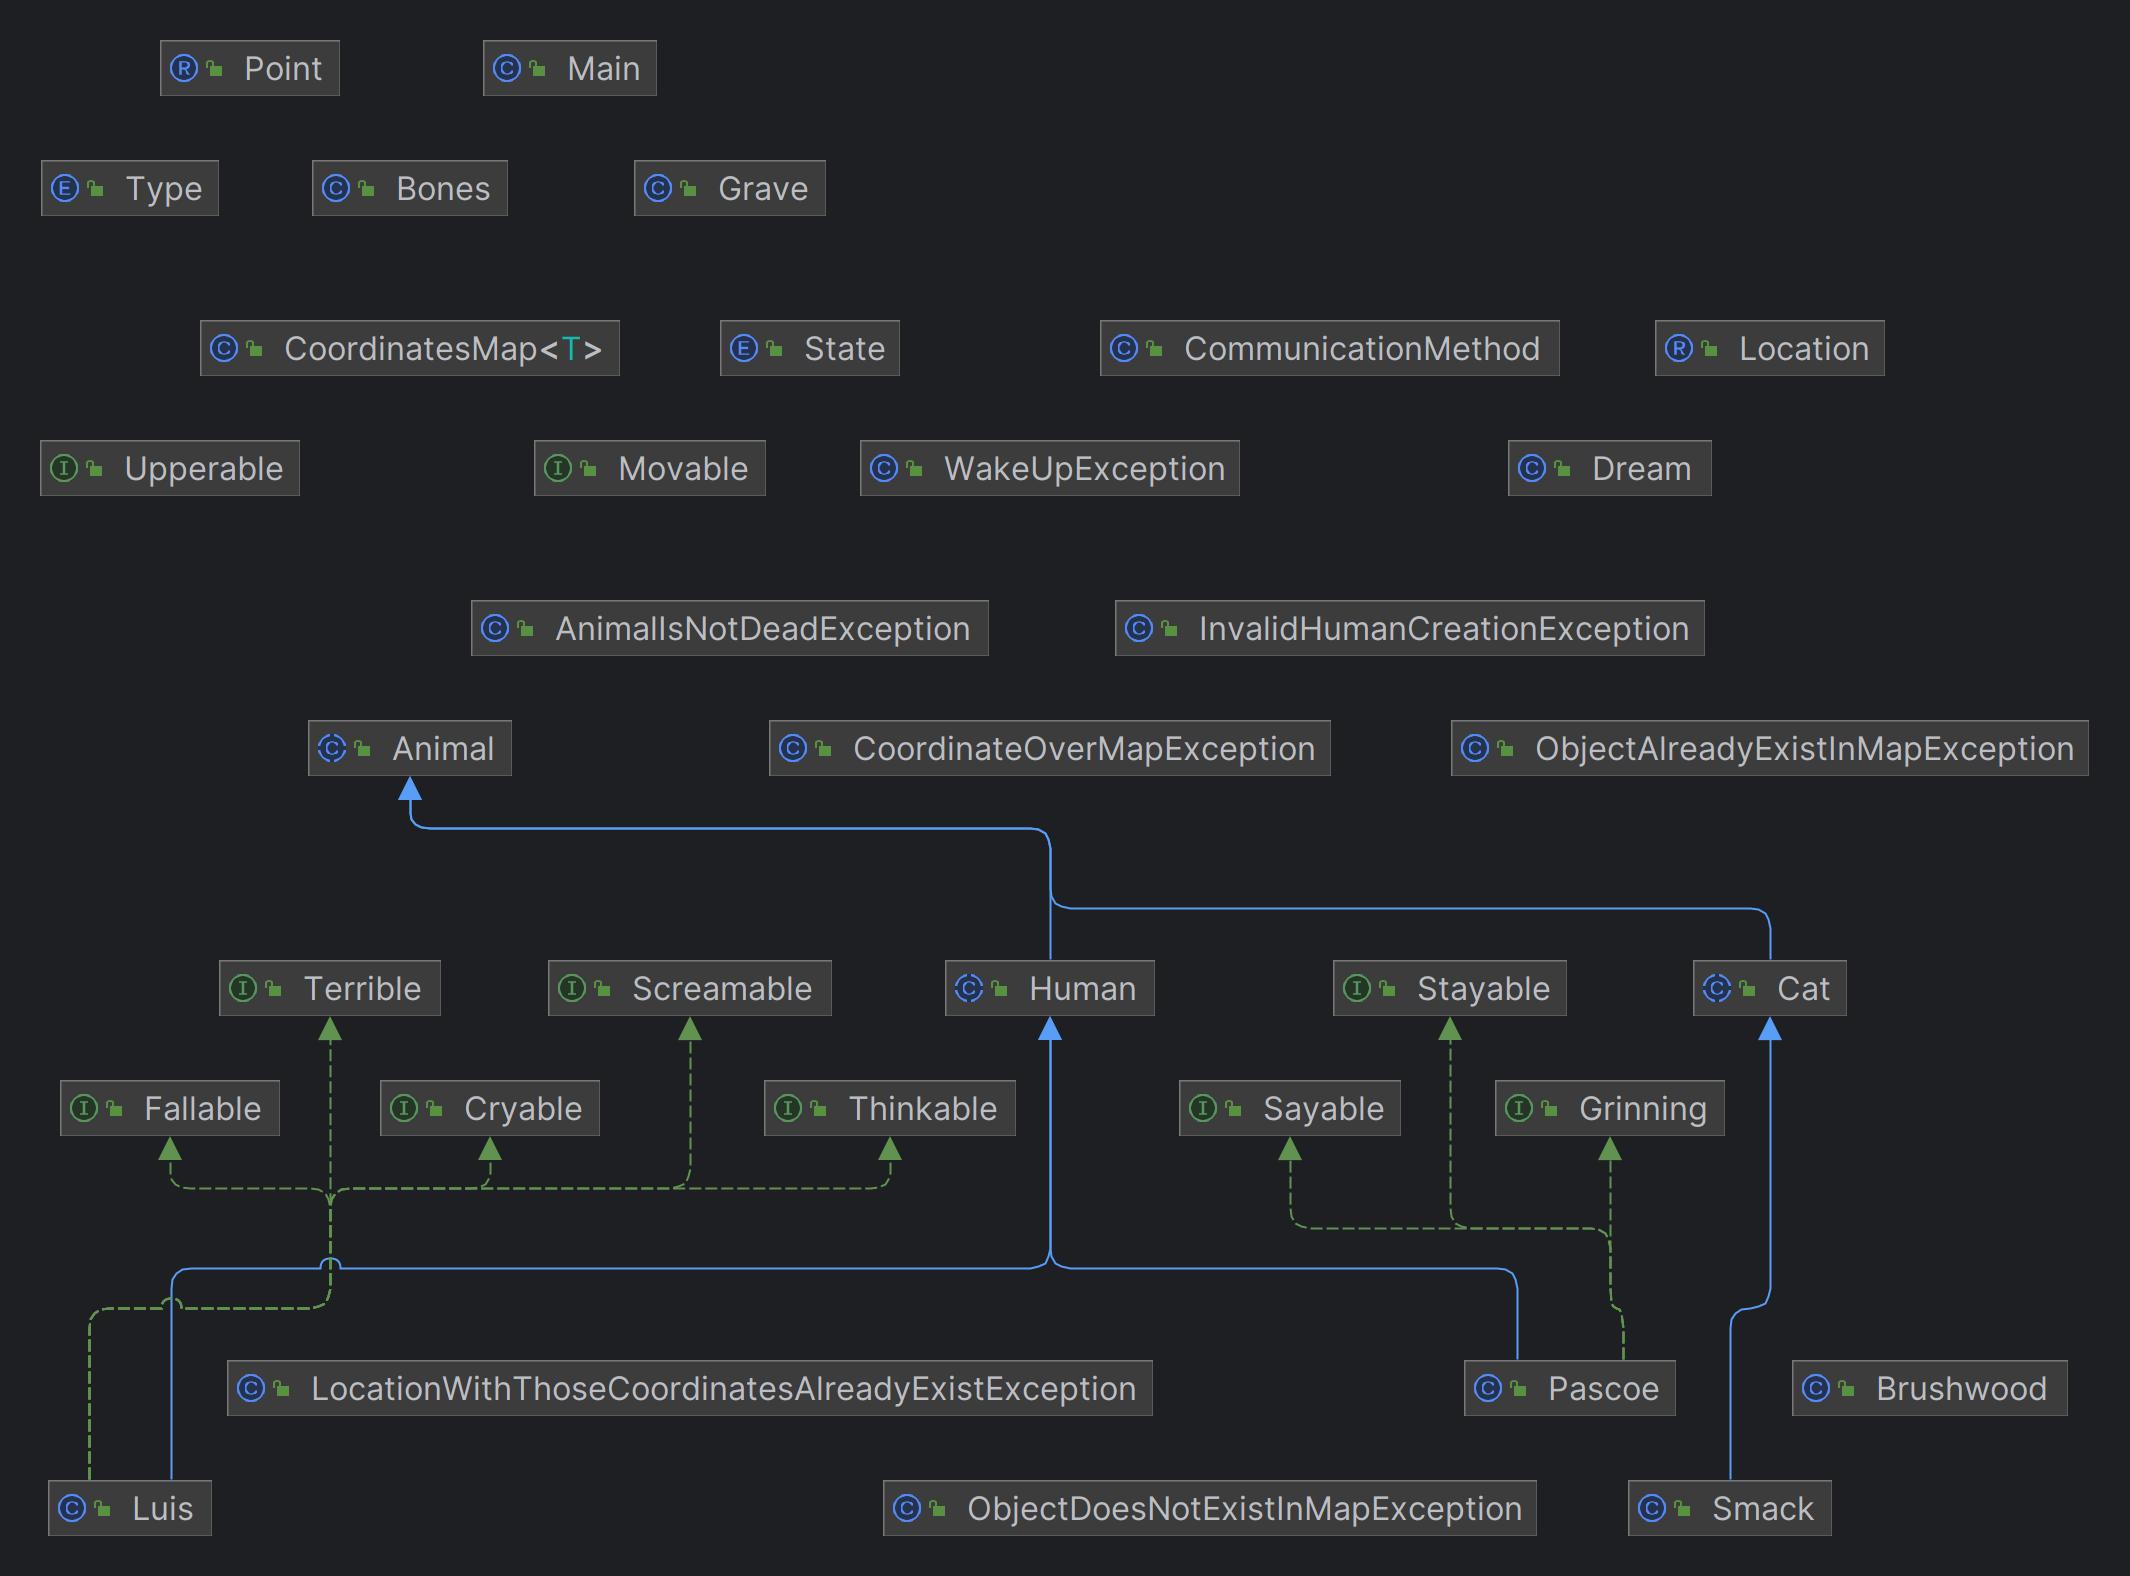 R Point
C Main
E Type
C Bones
C Grave
C CoordinatesMap<T>
E State
C CommunicationMethod
R Location
I Upperable
I Movable
C WakeUpException
C Dream
C AnimalIsNotDeadException
C InvalidHumanCreationException
C Animal
C CoordinateOverMapException
C ObjectAlreadyExistInMapException
I Terrible
I Screamable
C Human
I Stayable
C Cat
I Fallable
I Cryable
I Thinkable
I Sayable
I Grinning
C LocationWithThoseCoordinatesAlreadyExistException
C Pascoe
C Brushwood
C Luis
C ObjectDoesNotExistInMapException
C Smack